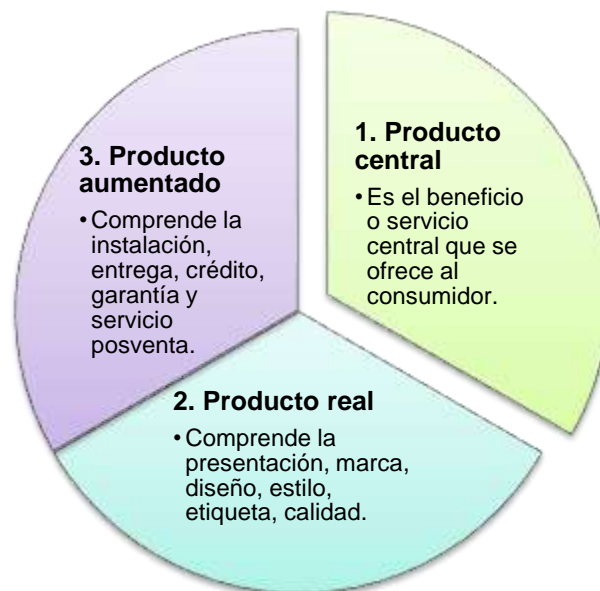 1. Producto
central
•Es el beneficio
o servicio
central que se
ofrece al
consumidor.
2. Producto real
•Comprende la
presentación, marca,
diseño, estilo,
etiqueta, calidad.
3. Producto
aumentado
•Comprende la
instalación,
entrega, crédito,
garantía y
servicio
posventa.